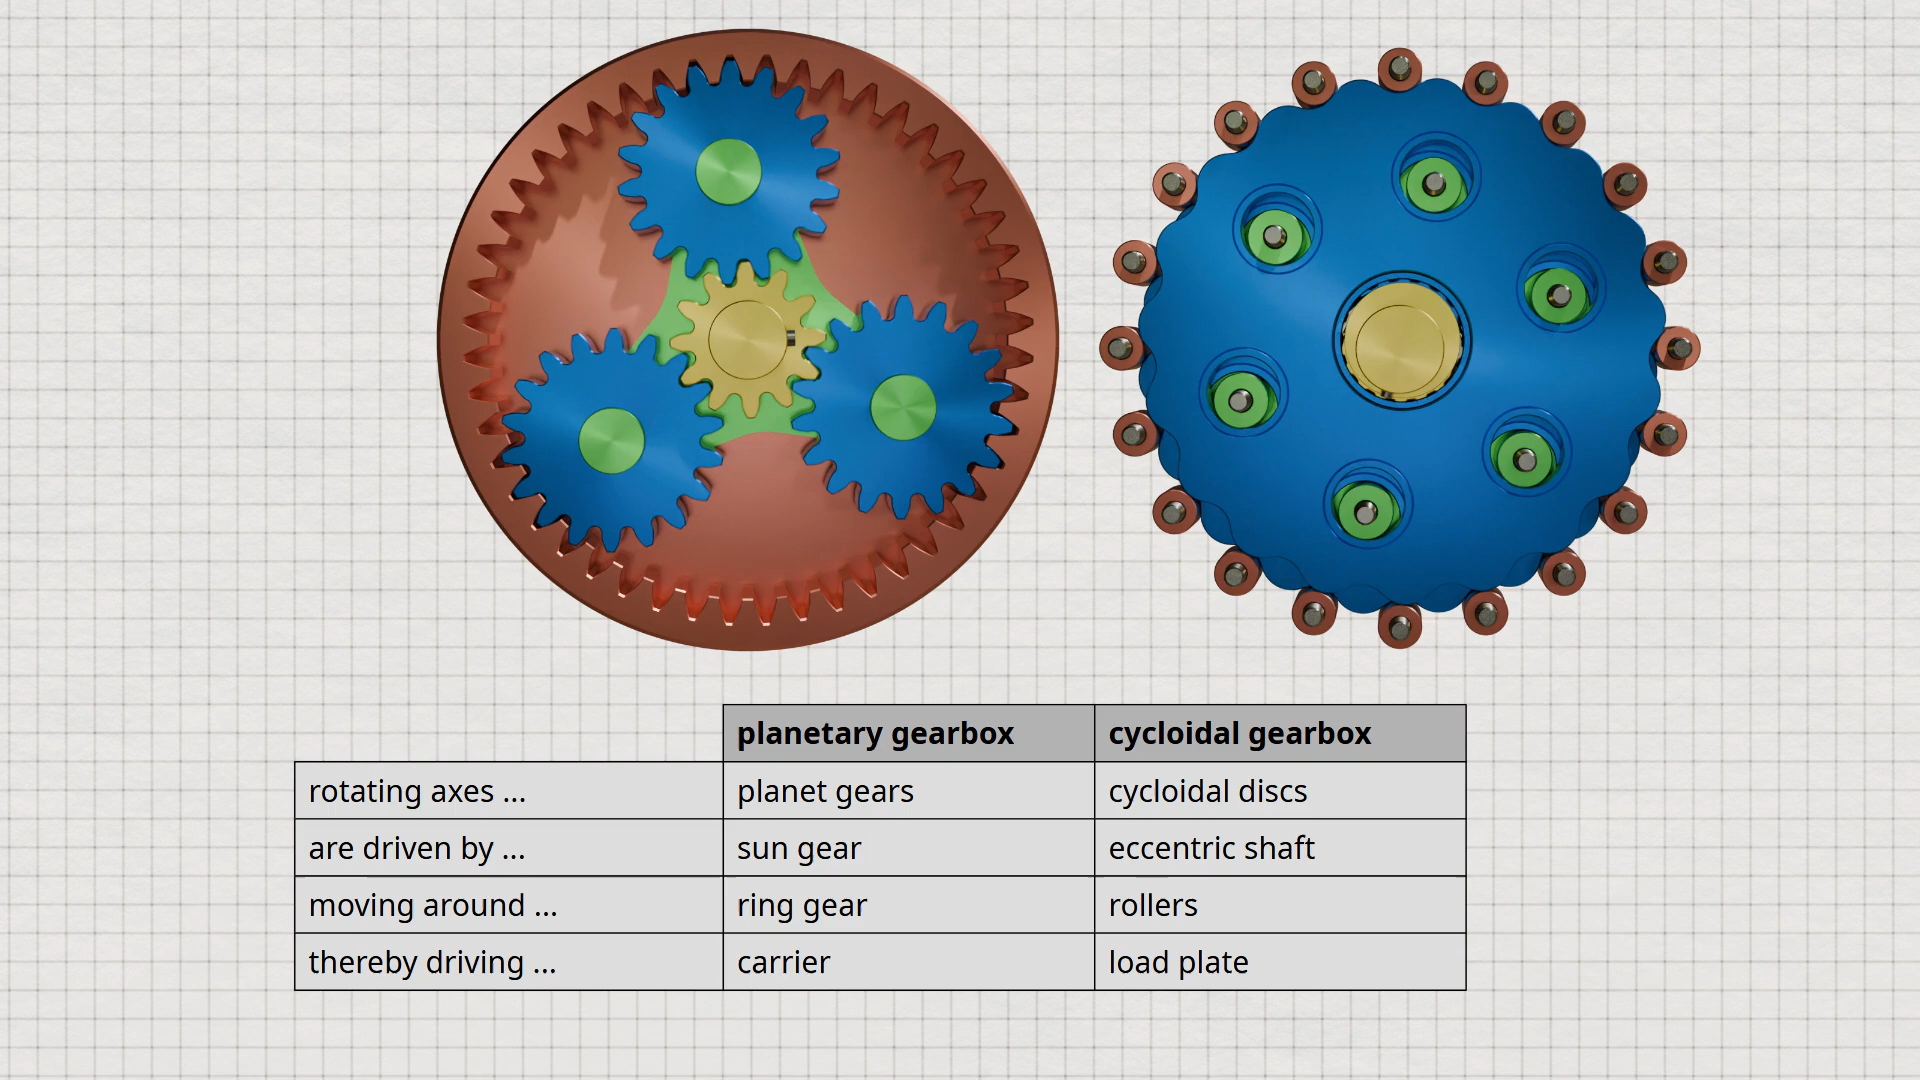 planetary gearbox cycloidal gearbox
rotating axes ... planet gears cycloidal discs
are driven by ... sun gear eccentric shaft
moving around ... ring gear rollers
thereby driving ... carrier load plate